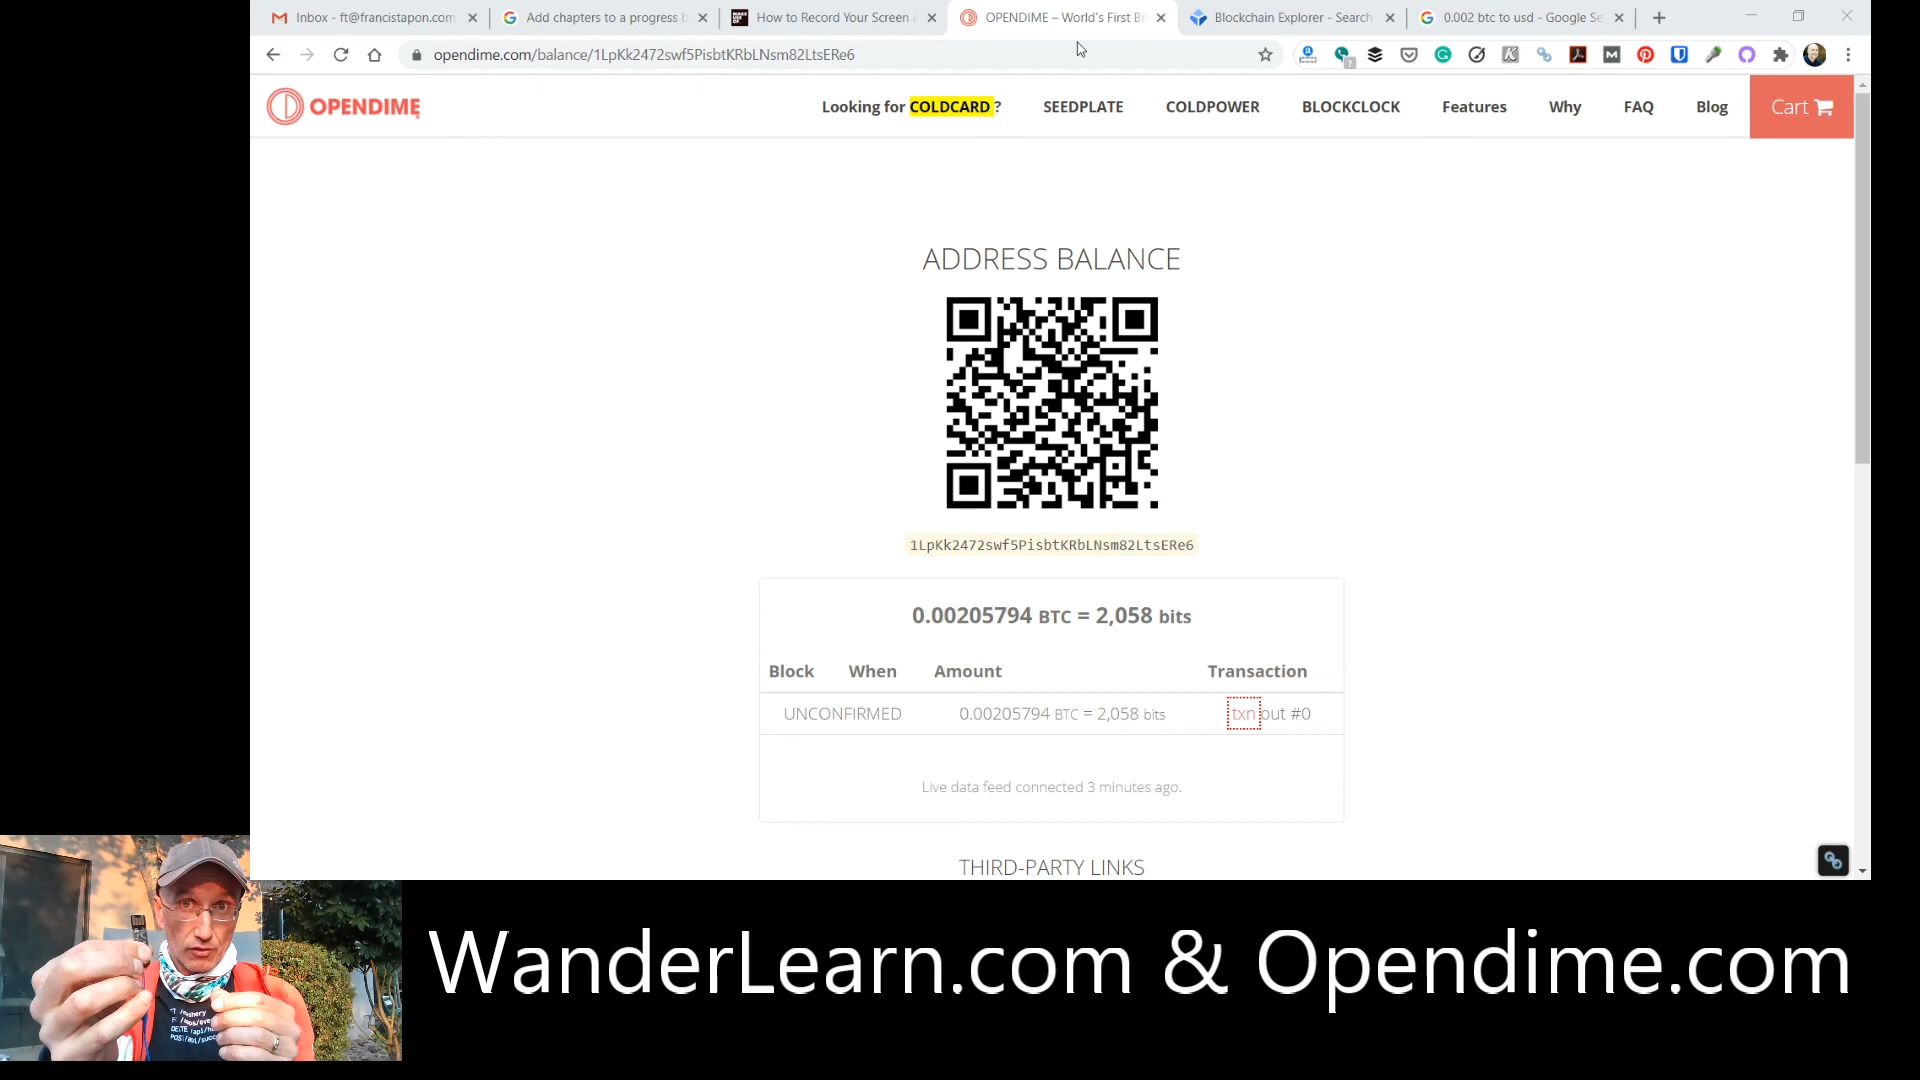 Inbox - ft@francistapon.com
Add chapters to a progress b
How to Record Your Screen a
OPENDIME – World's First Bi
Blockchain Explorer - Search
0.002 btc to usd - Google Se
opendime.com/balance/1LpKk2472swf5PisbtKRbLNsm82LtsERe6
OPENDIME
Looking for COLDCARD ?
SEEDPLATE
COLDPOWER
BLOCKCLOCK
Features
Why
FAQ
Blog
Cart
ADDRESS BALANCE
1LpKk2472swf5PisbtKRbLNsm82LtsERe6
0.00205794 BTC = 2,058 bits
Block When Amount Transaction
UNCONFIRMED 0.00205794 BTC = 2,058 bits txn out #0
Live data feed connected 3 minutes ago.
THIRD-PARTY LINKS
WanderLearn.com & Opendime.com